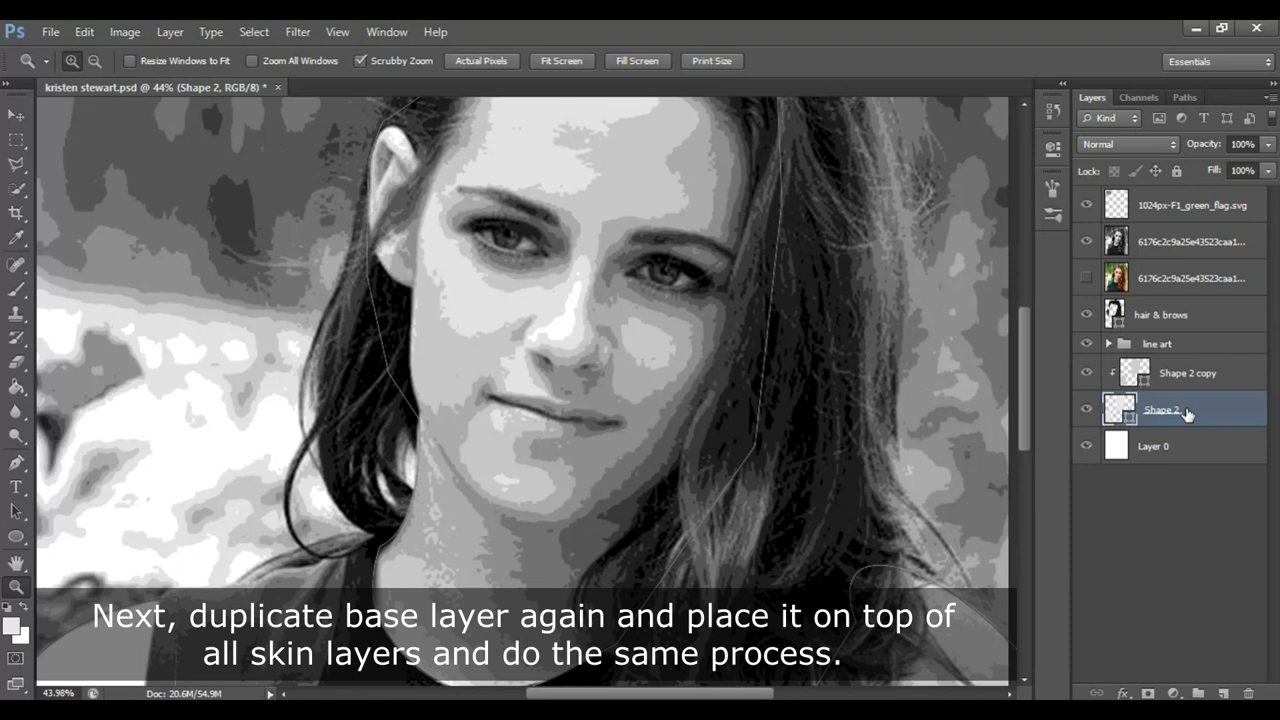 Ps File Edit Image Layer Type Select Filter View Window Help
Resize Windows to Fit Zoom All Windows Scrubby Zoom Actual Pixels Fit Screen Fill Screen Print Size Essentials
kristen stewart.psd @ 44% (Shape 2, RGB/8) * ×
Layers Channels Paths
Kind
Normal Opacity: 100%
Lock: Fill: 100%
1024px-F1_green_flag.svg
6176c2c9a25e43523caa1...
6176c2c9a25e43523caa1...
hair & brows
line art
Shape 2 copy
Shape 2
Layer 0
Next, duplicate base layer again and place it on top of
all skin layers and do the same process.
43.98% Doc: 20.6M/54.9M